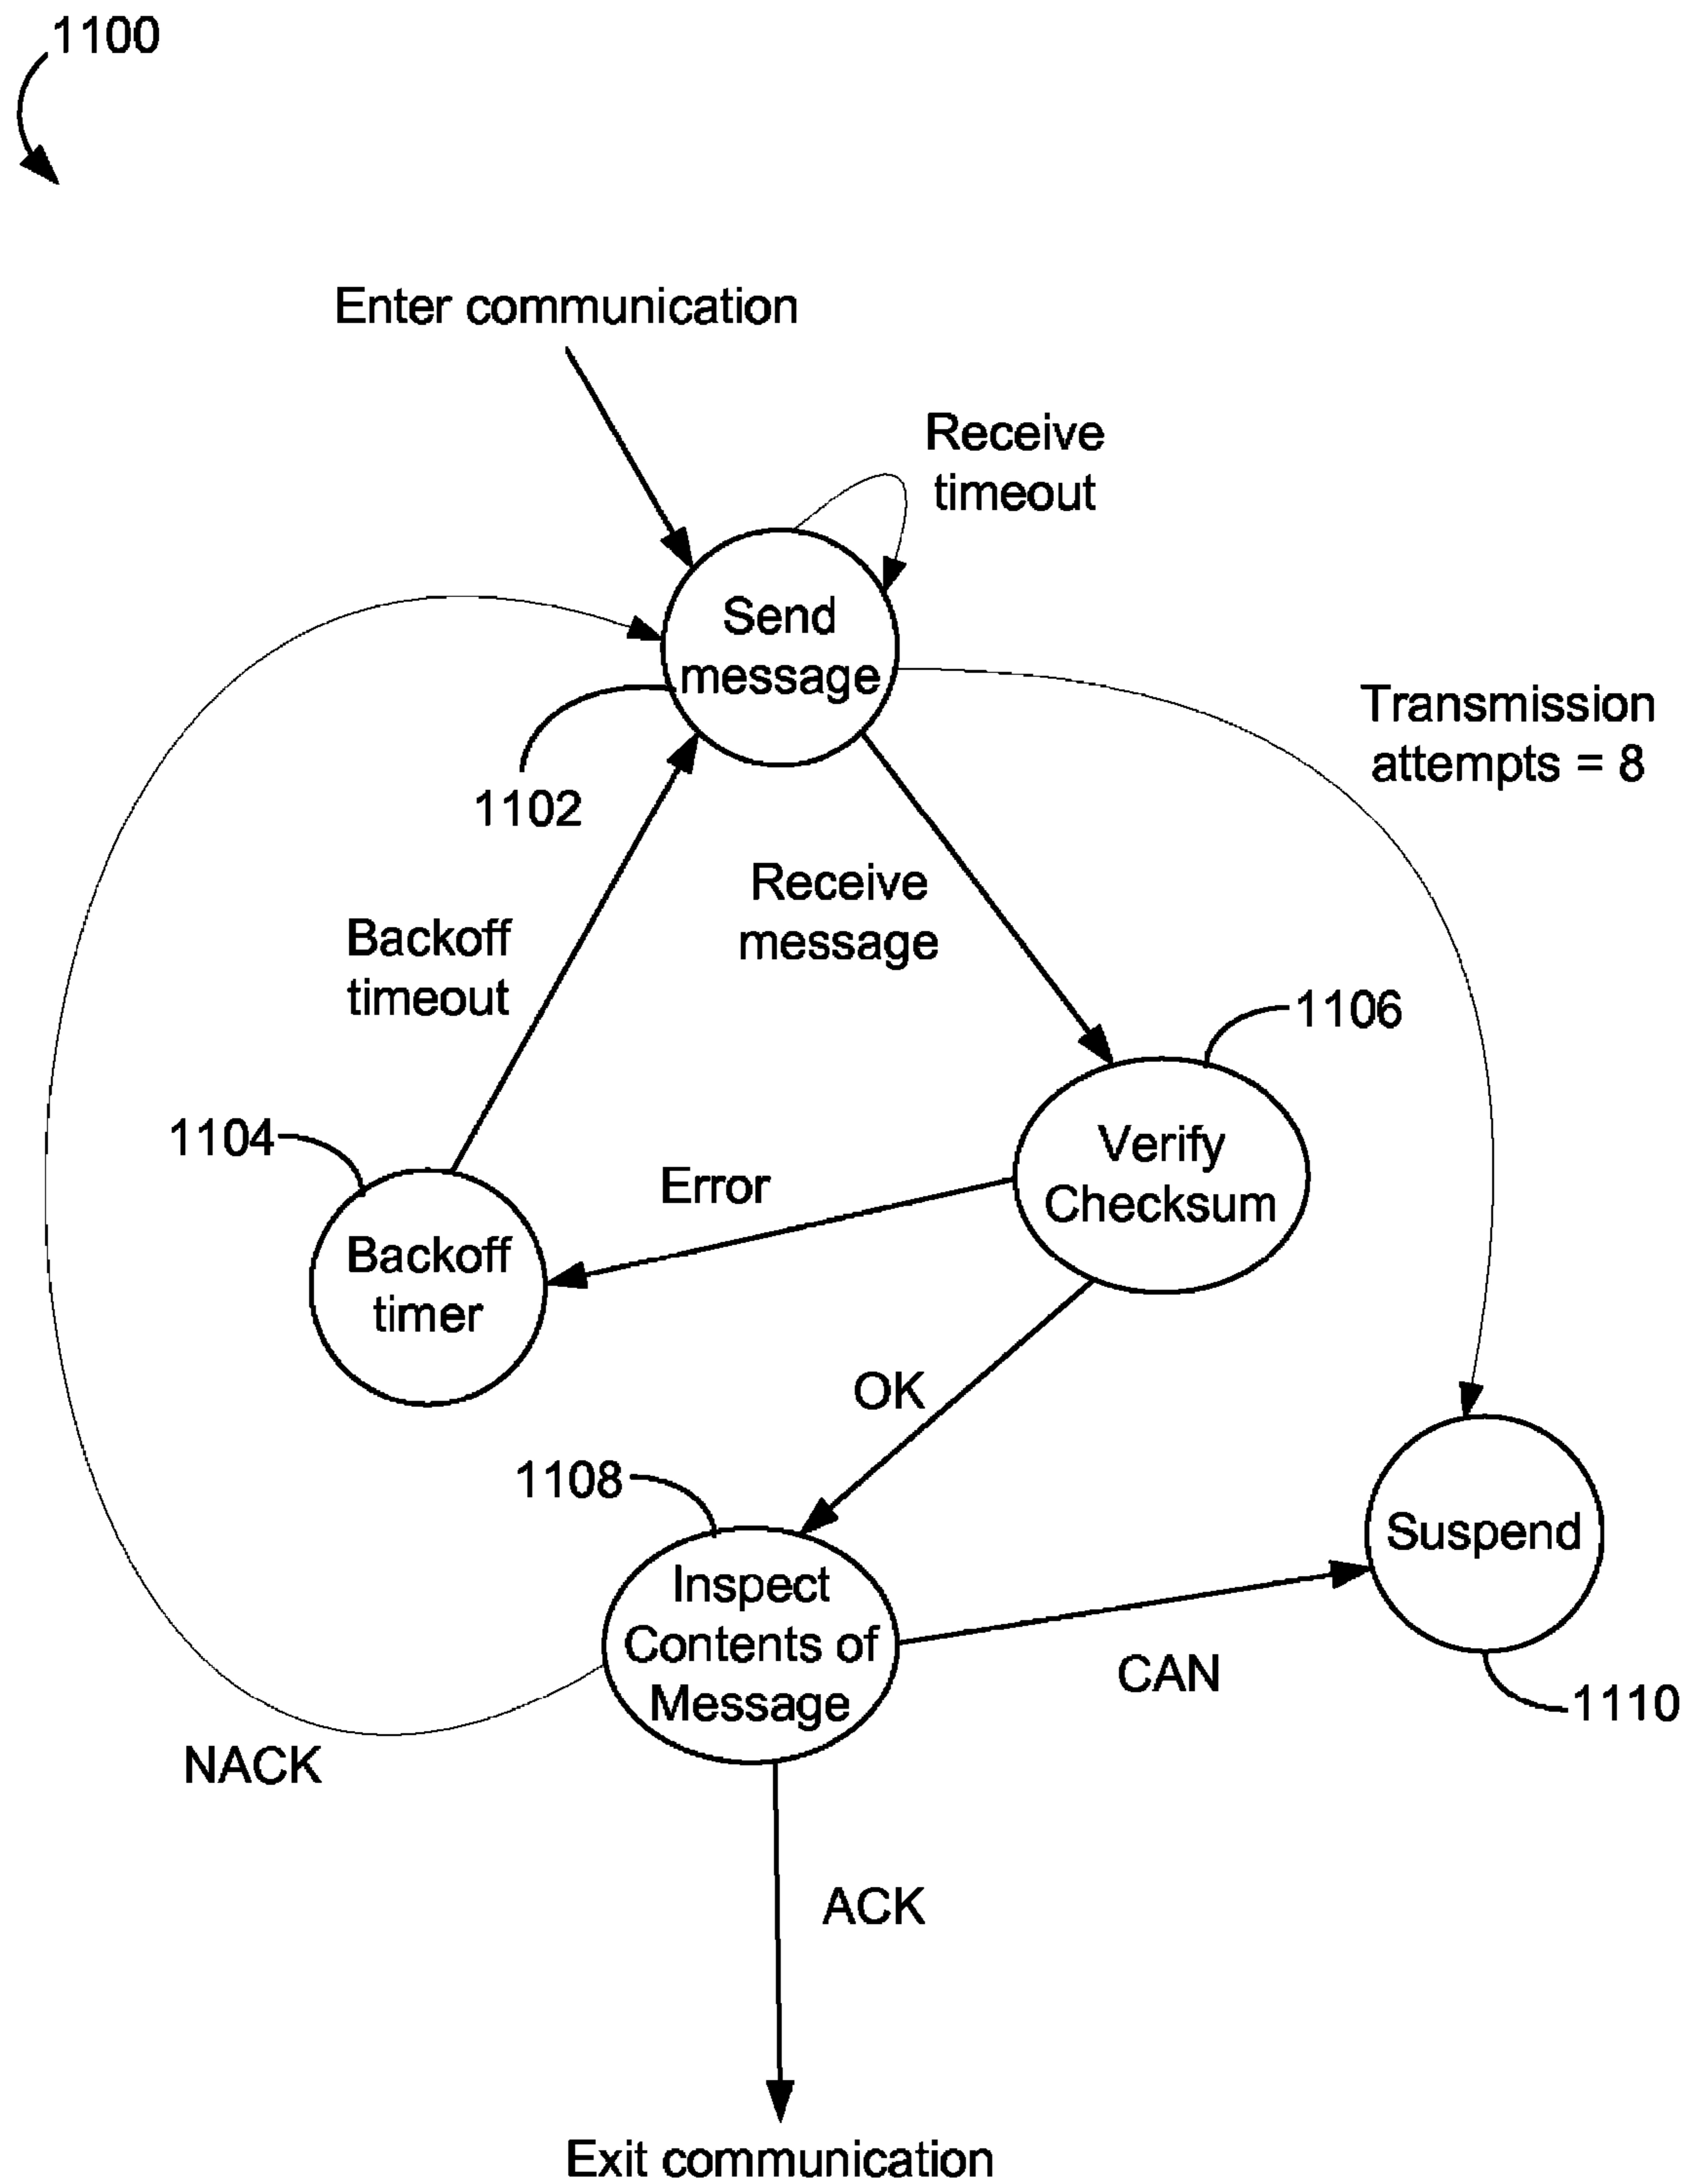 1100
Enter communication
Receive
timeout
Send
message
Transmission
attempts = 8
1102
Receive
message
Backoff
timeout
1106
1104
Verify
Checksum
Error
Backoff
timer
OK
1108
Suspend
Inspect
Contents of
Message
CAN
1110
NACK
ACK
Exit communication